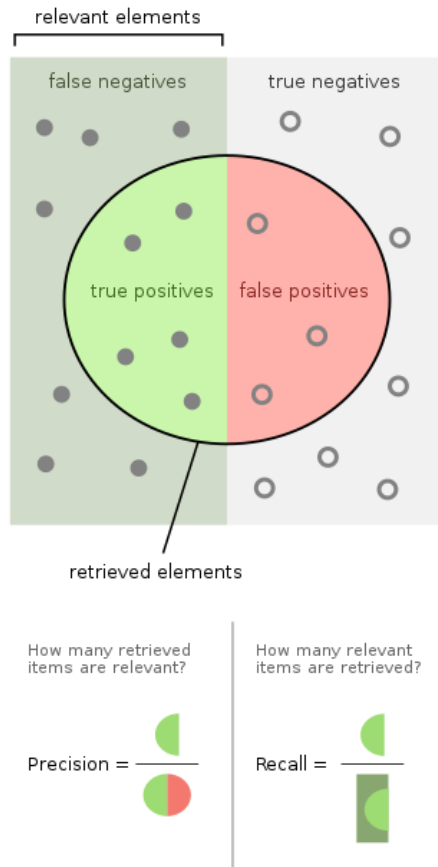 relevant elements
false negatives
true negatives
true positives
false positives
retrieved elements
How many retrieved
items are relevant?
Precision =
How many relevant
items are retrieved?
Recall =